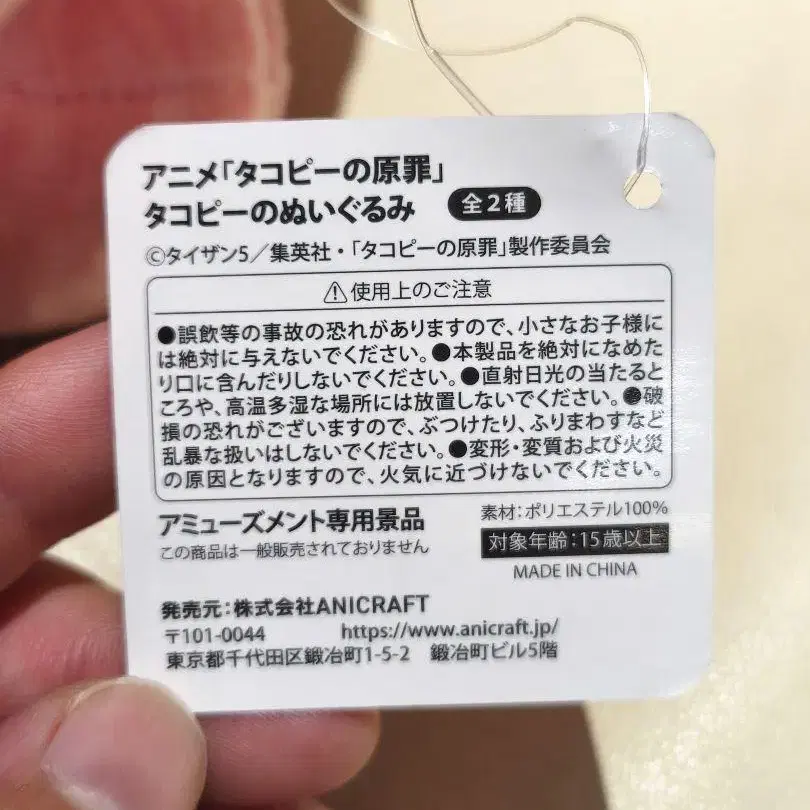 アニメ「タコピーの原罪」
タコピーのぬいぐるみ 全2種
©タイザン5／集英社・「タコピーの原罪」製作委員会
⚠使用上のご注意
●誤飲等の事故の恐れがありますので、小さなお子様に
は絶対に与えないでください。●本製品を絶対になめた
り口に含んだりしないでください。●直射日光の当たると
ころや、高温多湿な場所には放置しないでください。●破
損の恐れがございますので、ぶつけたり、ふりまわすなど
乱暴な扱いはしないでください。●変形・変質および火災
の原因となりますので、火気に近づけないでください。
アミューズメント専用景品
この商品は一般販売されておりません
素材：ポリエステル100%
対象年齢：15歳以上
MADE IN CHINA
発売元：株式会社ANICRAFT
〒101-0044 https://www.anicraft.jp/
東京都千代田区鍛冶町1-5-2 鍛冶町ビル5階